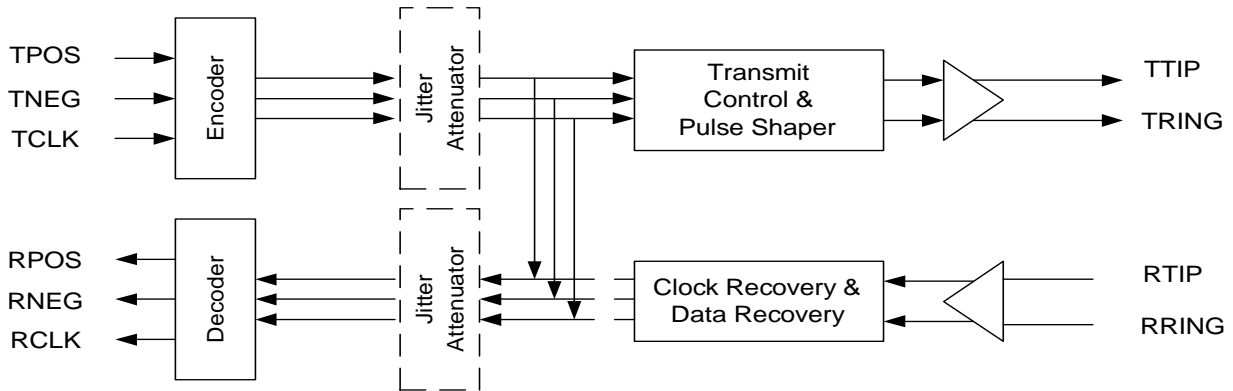 TPOS
TNEG
TCLK
Encoder
Jitter
Attenuator
Transmit
Control &
Pulse Shaper
TTIP
TRING
RPOS
RNEG
RCLK
Decoder
Jitter
Attenuator
Clock Recovery &
Data Recovery
RTIP
RRING